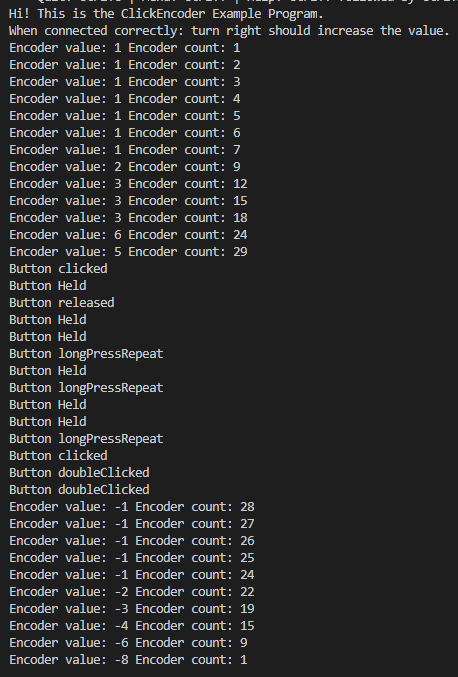 Hi! This is the ClickEncoder Example Program.
When connected correctly: turn right should increase the value.
Encoder value: 1 Encoder count: 1
Encoder value: 1 Encoder count: 2
Encoder value: 1 Encoder count: 3
Encoder value: 1 Encoder count: 4
Encoder value: 1 Encoder count: 5
Encoder value: 1 Encoder count: 6
Encoder value: 1 Encoder count: 7
Encoder value: 2 Encoder count: 9
Encoder value: 3 Encoder count: 12
Encoder value: 3 Encoder count: 15
Encoder value: 3 Encoder count: 18
Encoder value: 6 Encoder count: 24
Encoder value: 5 Encoder count: 29
Button clicked
Button Held
Button released
Button Held
Button Held
Button longPressRepeat
Button Held
Button longPressRepeat
Button Held
Button Held
Button longPressRepeat
Button clicked
Button doubleClicked
Button doubleClicked
Encoder value: -1 Encoder count: 28
Encoder value: -1 Encoder count: 27
Encoder value: -1 Encoder count: 26
Encoder value: -1 Encoder count: 25
Encoder value: -1 Encoder count: 24
Encoder value: -2 Encoder count: 22
Encoder value: -3 Encoder count: 19
Encoder value: -4 Encoder count: 15
Encoder value: -6 Encoder count: 9
Encoder value: -8 Encoder count: 1